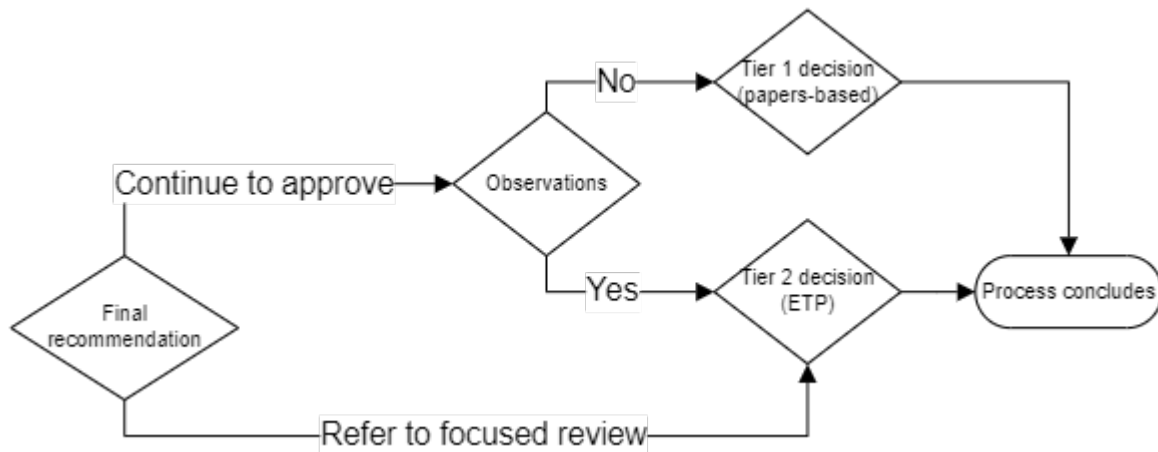 No
Tier 1 decision
(papers-based)
Continue to approve
Observations
Yes
Tier 2 decision
(ETP)
Process concludes
Final
recommendation
Refer to focused review